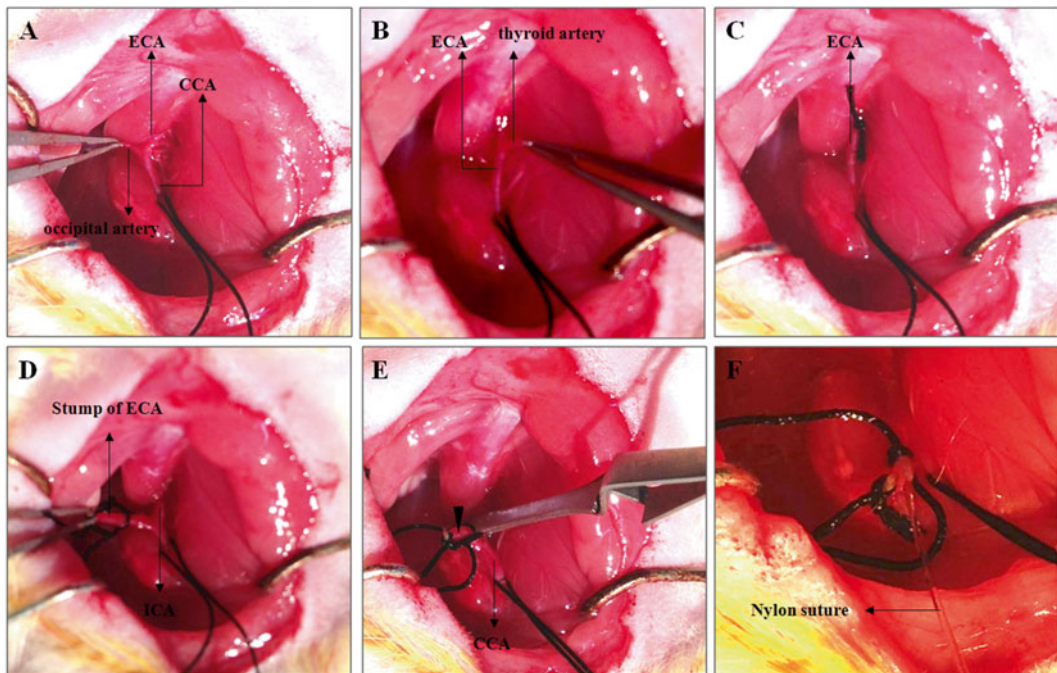 A
ECA
CCA
occipital artery
B
ECA
thyroid artery
C
ECA
D
Stump of ECA
ICA
E
CCA
F
Nylon suture